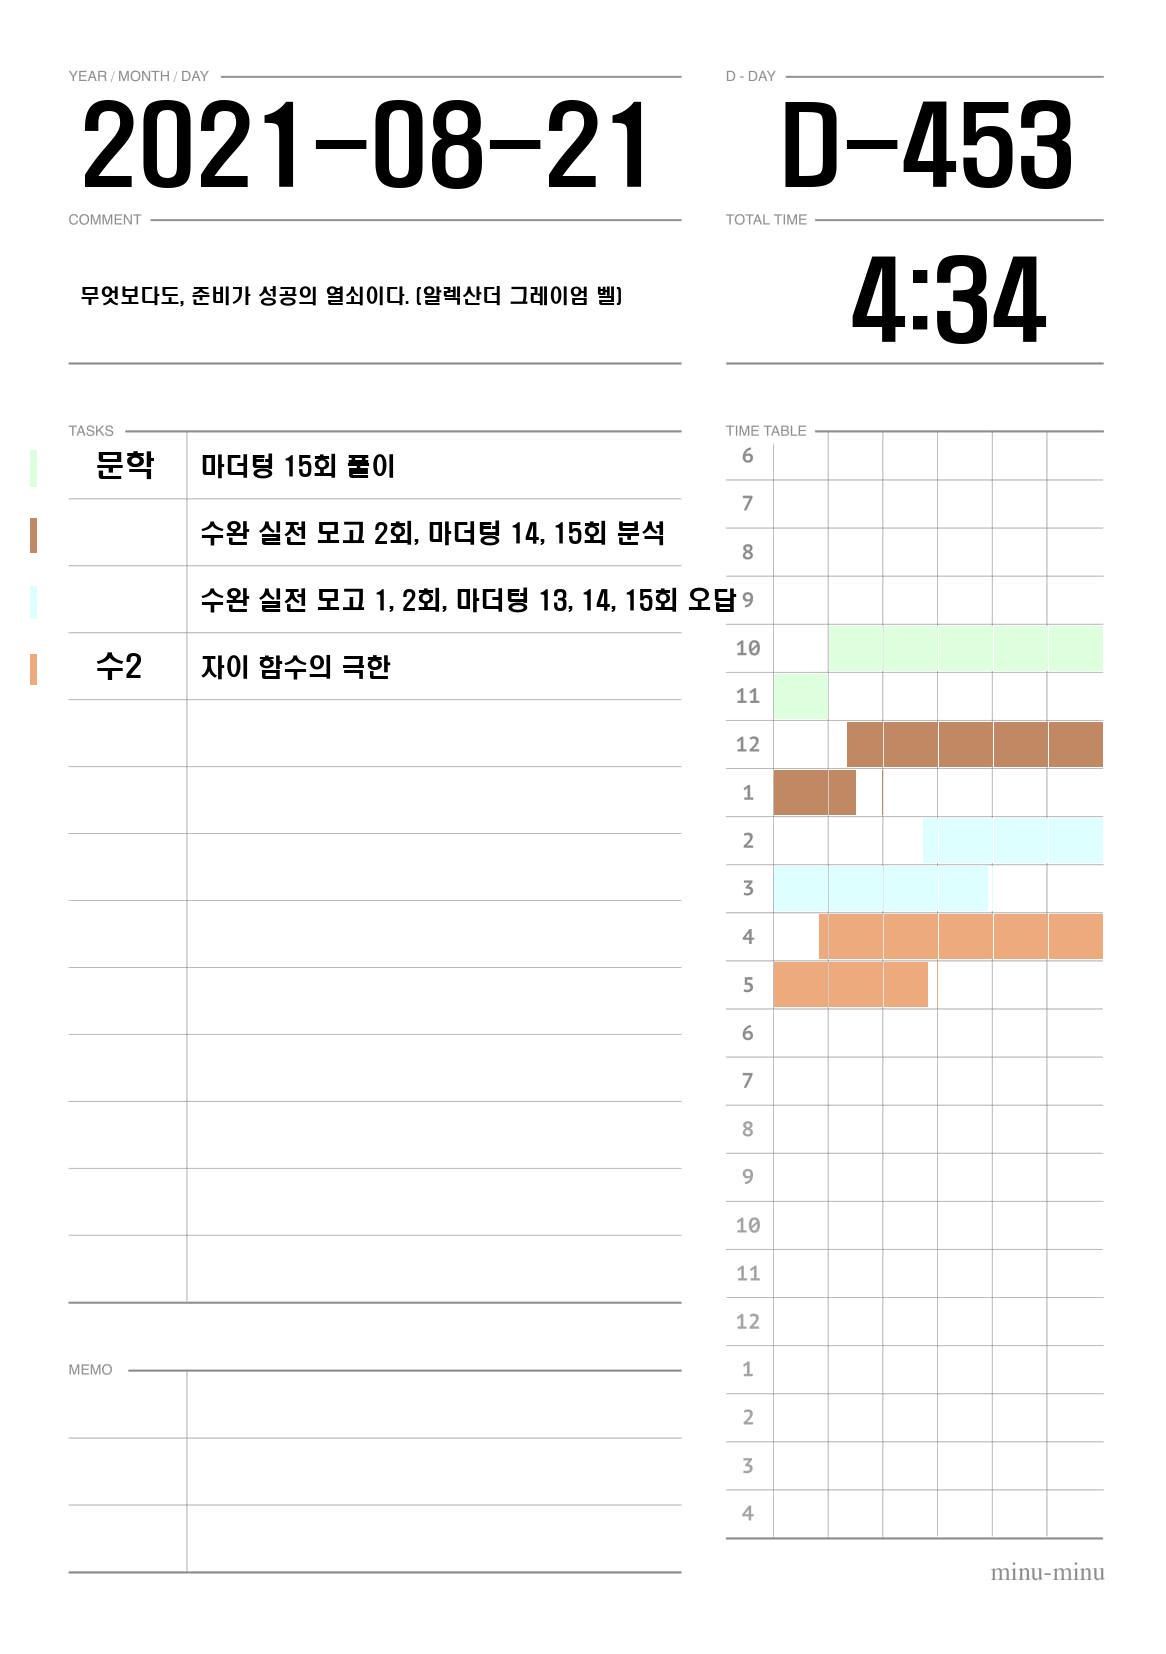 YEAR / MONTH / DAY
2021-08-21
D - DAY
D-453
COMMENT
무엇보다도, 준비가 성공의 열쇠이다. (알렉산더 그레이엄 벨)
TOTAL TIME
4:34
TASKS
문학 마더텅 15회 풀이
수완 실전 모고 2회, 마더텅 14, 15회 분석
수완 실전 모고 1, 2회, 마더텅 13, 14, 15회 오답
수2 자이 함수의 극한
MEMO
TIME TABLE
6
7
8
9
10
11
12
1
2
3
4
5
6
7
8
9
10
11
12
1
2
3
4
minu-minu